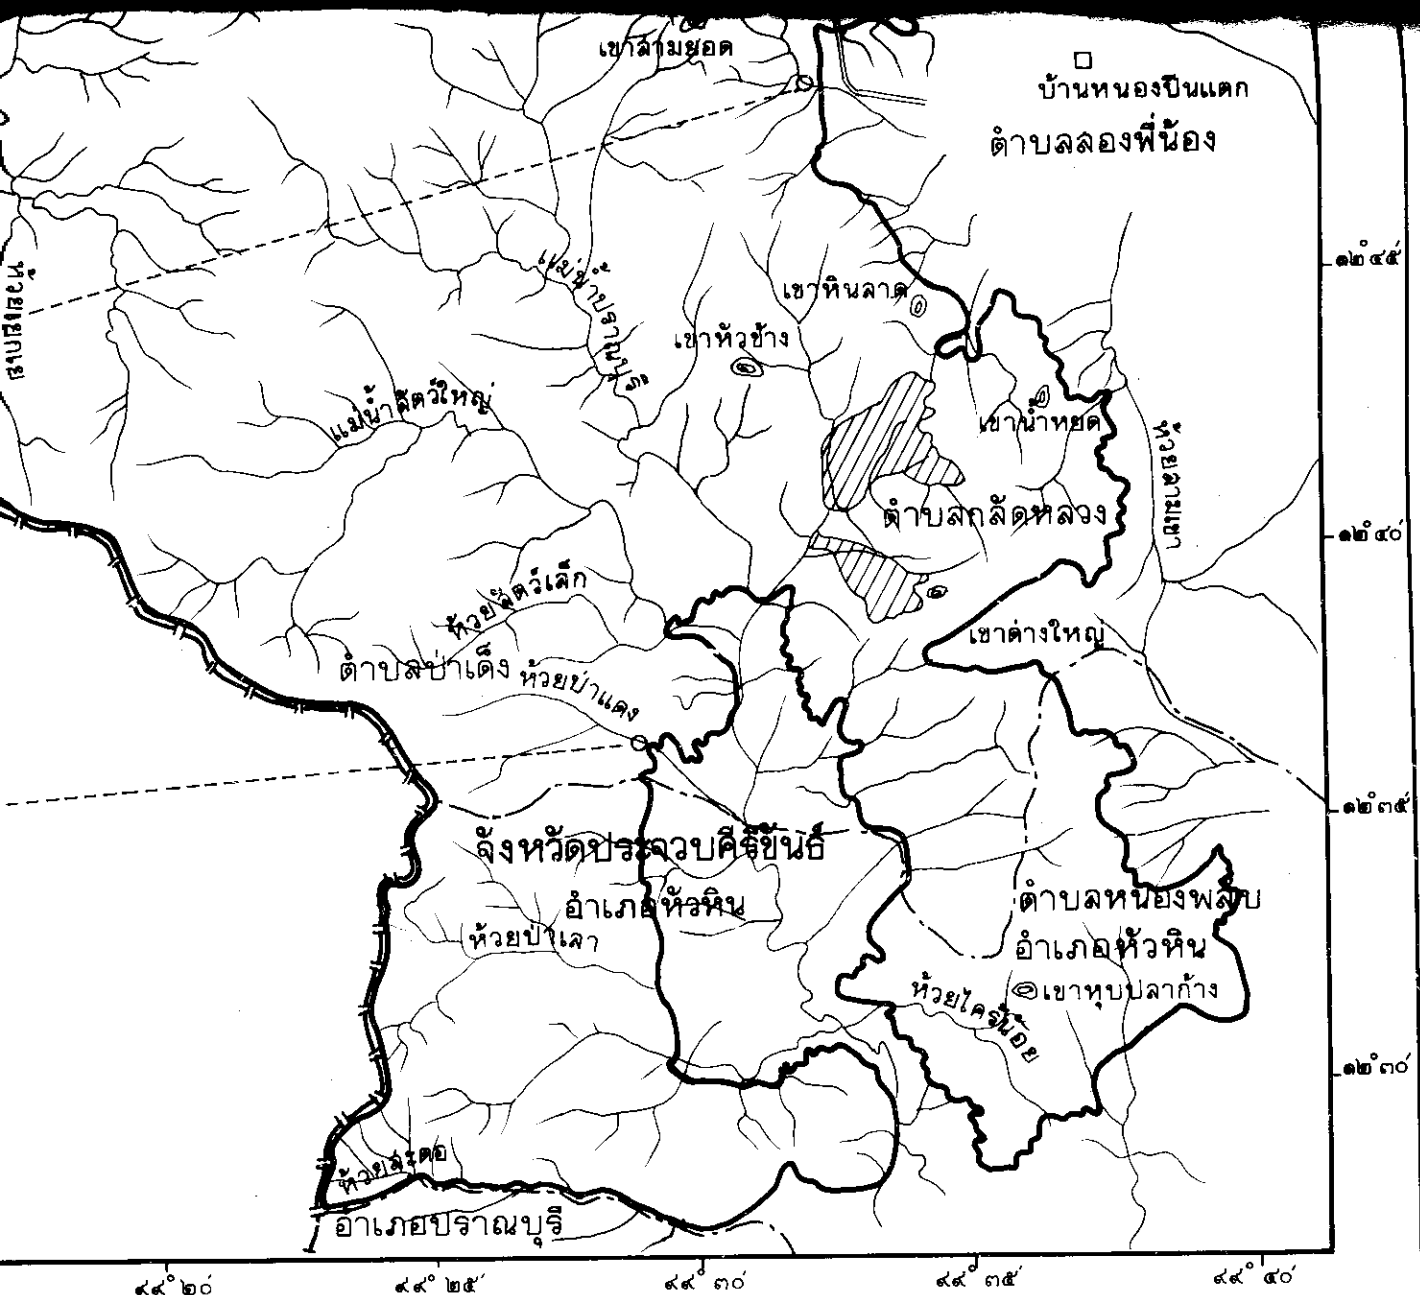 เขาสามยอด
บ้านหนองปืนแตก
ตำบลสองพี่น้อง
๑๒° ๔๕'
แม่น้ำปราณบุรี
เขาหินลาด
เขาหัวช้าง
แม่น้ำสัตว์ใหญ่
เขาน้ำหยด
ตำบลกลัดหลวง
๑๒° ๔๐'
ห้วยสัตว์เล็ก
ตำบลป่าเด็ง
ห้วยป่าแดง
เขาด่างใหญ่
๑๒° ๓๕'
จังหวัดประจวบคีรีขันธ์
อำเภอหัวหิน
ตำบลหนองพลับ
อำเภอหัวหิน
ห้วยป่าเลา
ห้วยไคร้น้อย
เขาหุบปลาก้าง
๑๒° ๓๐'
ห้วยสะตอ
อำเภอปราณบุรี
๙๙° ๒๐'
๙๙° ๒๕'
๙๙° ๓๐'
๙๙° ๓๕'
๙๙° ๔๐'